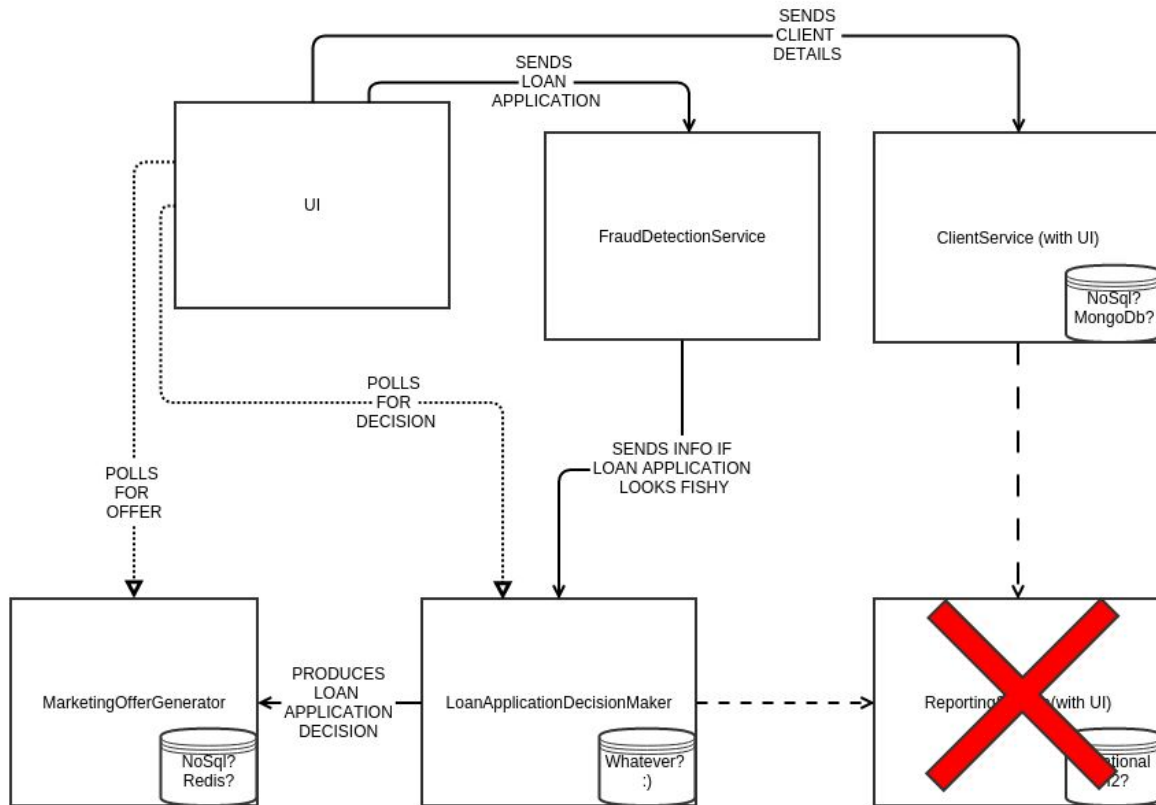 SENDS
CLIENT
DETAILS
SENDS
LOAN
APPLICATION
UI
FraudDetectionService
ClientService (with UI)
NoSql?
MongoDb?
POLLS
FOR
DECISION
SENDS INFO IF
LOAN APPLICATION
LOOKS FISHY
POLLS
FOR
OFFER
MarketingOfferGenerator
NoSql?
Redis?
PRODUCES
LOAN
APPLICATION
DECISION
LoanApplicationDecisionMaker
Whatever?
:)
(with UI)